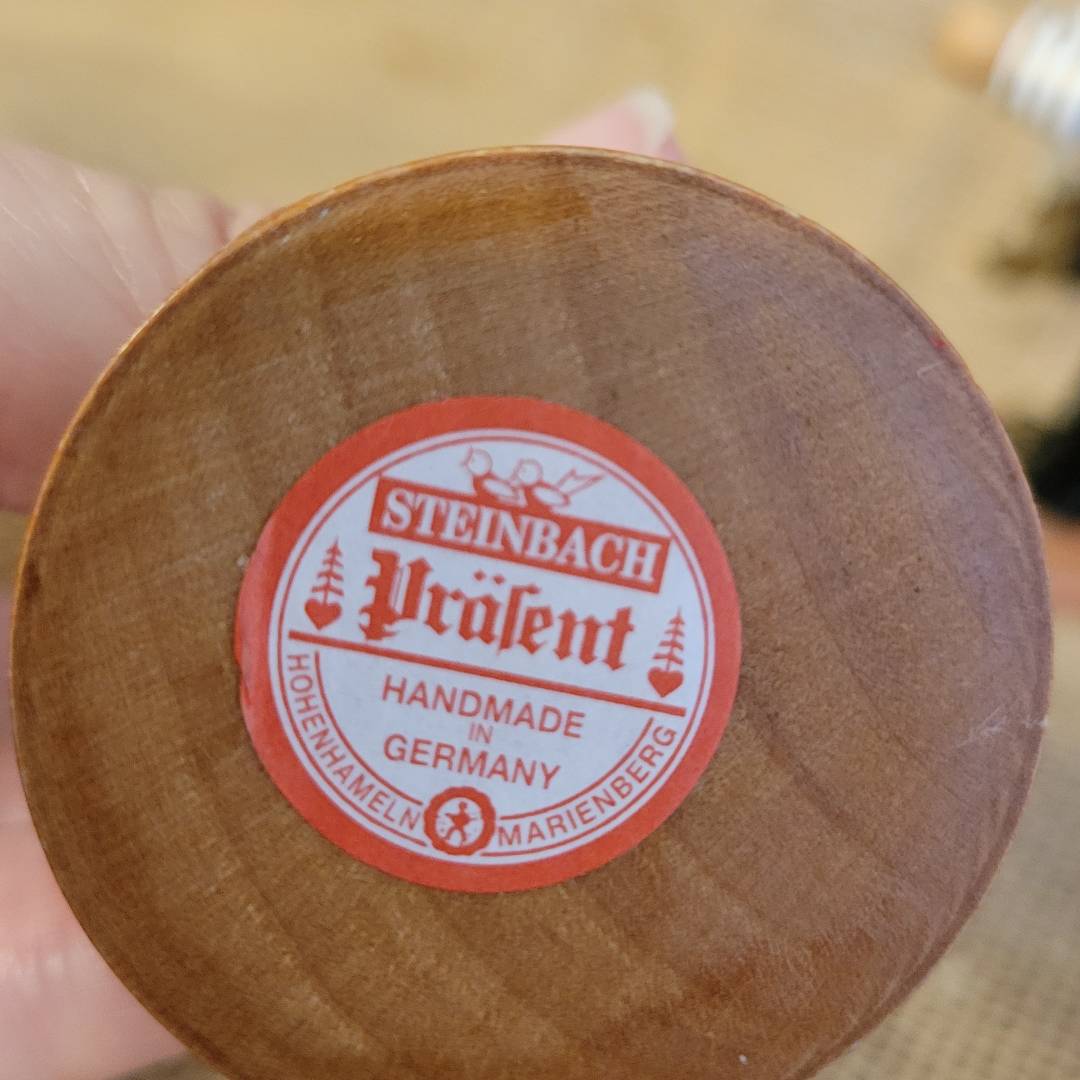 STEINBACH
Präſent
HANDMADE
IN
GERMANY
HOHENHAMELN
MARIENBERG